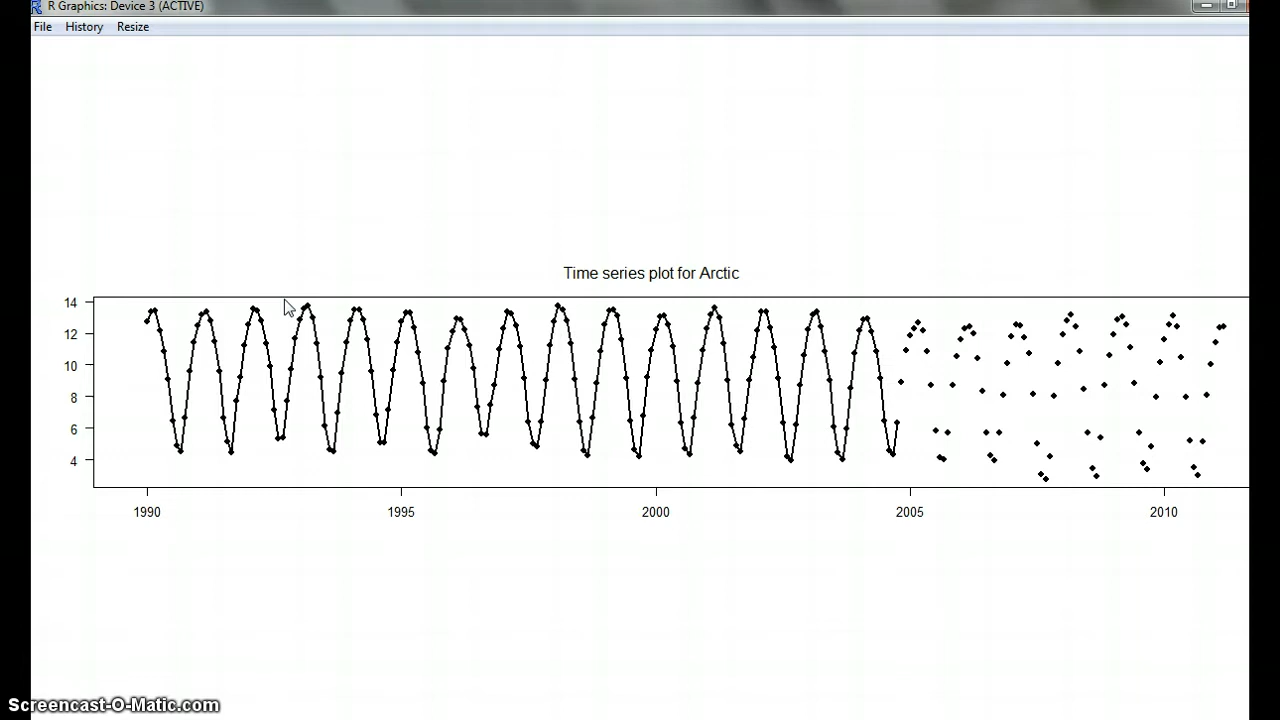 R Graphics: Device 3 (ACTIVE)
File History Resize
Time series plot for Arctic
14
12
10
8
6
4
1990 1995 2000 2005 2010
Screencast-O-Matic.com